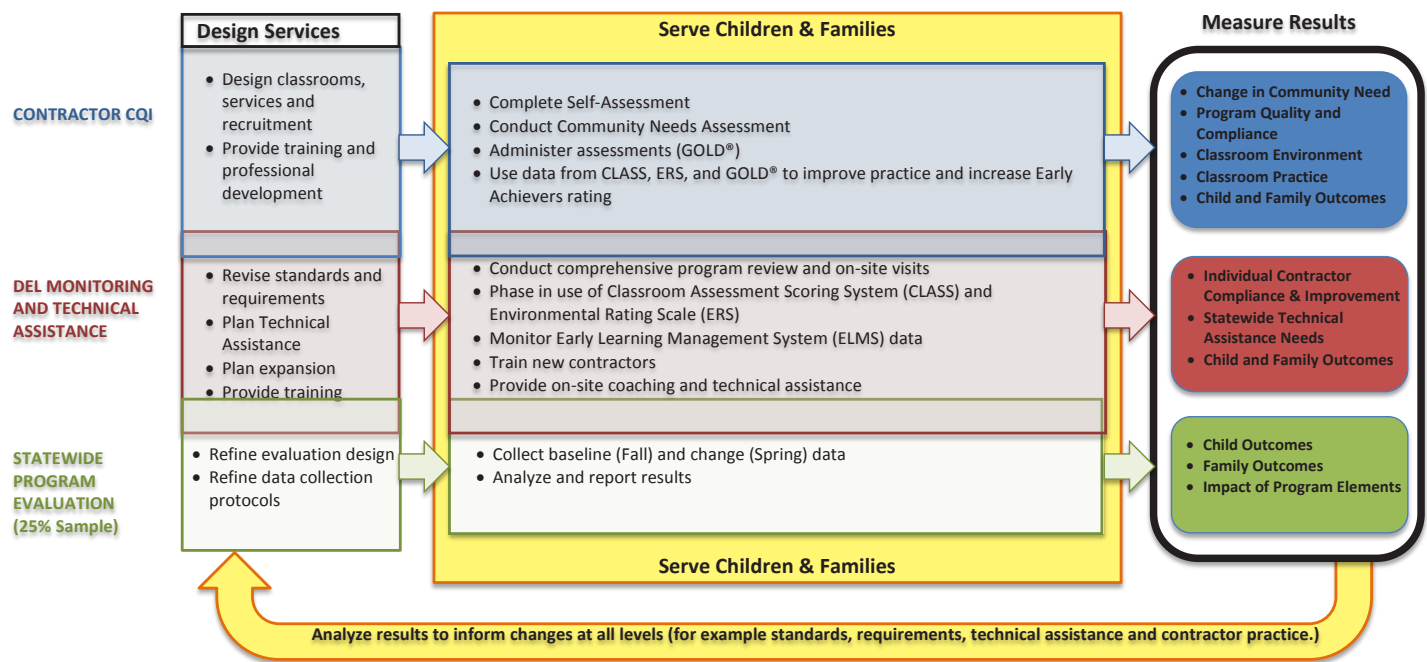 Design Services
Serve Children & Families
Measure Results
CONTRACTOR CQI
• Design classrooms,
services and
recruitment
• Provide training and
professional
development
• Complete Self-Assessment
• Conduct Community Needs Assessment
• Administer assessments (GOLD®)
• Use data from CLASS, ERS, and GOLD® to improve practice and increase Early
Achievers rating
• Change in Community Need
• Program Quality and
Compliance
• Classroom Environment
• Classroom Practice
• Child and Family Outcomes
DEL MONITORING
AND TECHNICAL
ASSISTANCE
• Revise standards and
requirements
• Plan Technical
Assistance
• Plan expansion
• Provide training
• Conduct comprehensive program review and on-site visits
• Phase in use of Classroom Assessment Scoring System (CLASS) and
Environmental Rating Scale (ERS)
• Monitor Early Learning Management System (ELMS) data
• Train new contractors
• Provide on-site coaching and technical assistance
• Individual Contractor
Compliance & Improvement
• Statewide Technical
Assistance Needs
• Child and Family Outcomes
STATEWIDE
PROGRAM
EVALUATION
(25% Sample)
• Refine evaluation design
• Refine data collection
protocols
• Collect baseline (Fall) and change (Spring) data
• Analyze and report results
• Child Outcomes
• Family Outcomes
• Impact of Program Elements
Serve Children & Families
Analyze results to inform changes at all levels (for example standards, requirements, technical assistance and contractor practice.)